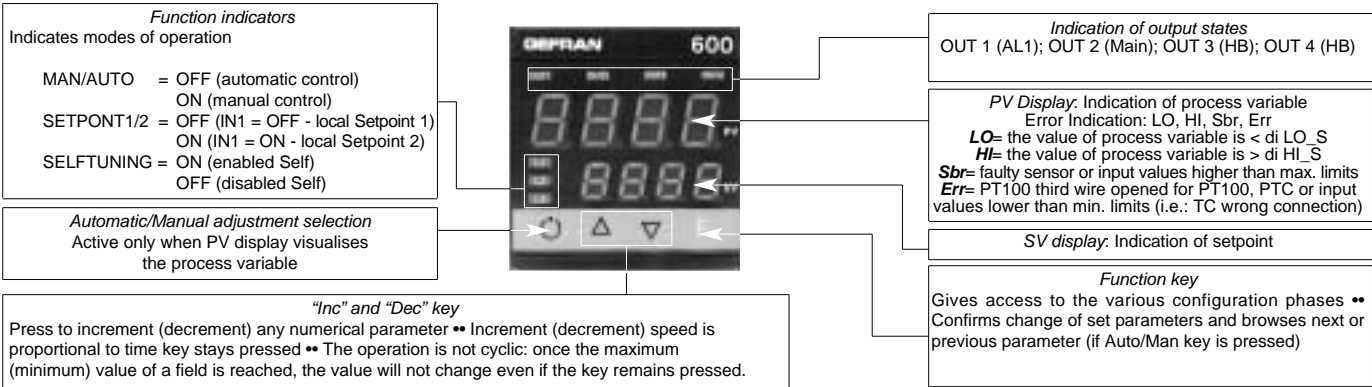 Function indicators
Indicates modes of operation
MAN/AUTO = OFF (automatic control)
ON (manual control)
SETPONT1/2 = OFF (IN1 = OFF - local Setpoint 1)
ON (IN1 = ON - local Setpoint 2)
SELFTUNING = ON (enabled Self)
OFF (disabled Self)
Automatic/Manual adjustment selection
Active only when PV display visualises
the process variable
“Inc” and “Dec” key
Press to increment (decrement) any numerical parameter •• Increment (decrement) speed is
proportional to time key stays pressed •• The operation is not cyclic: once the maximum
(minimum) value of a field is reached, the value will not change even if the key remains pressed.
GEFRAN 600
8888
8888
Indication of output states
OUT 1 (AL1); OUT 2 (Main); OUT 3 (HB); OUT 4 (HB)
PV Display: Indication of process variable
Error Indication: LO, HI, Sbr, Err
LO= the value of process variable is < di LO_S
HI= the value of process variable is > di HI_S
Sbr= faulty sensor or input values higher than max. limits
Err= PT100 third wire opened for PT100, PTC or input
values lower than min. limits (i.e.: TC wrong connection)
SV display: Indication of setpoint
Function key
Gives access to the various configuration phases ••
Confirms change of set parameters and browses next or
previous parameter (if Auto/Man key is pressed)